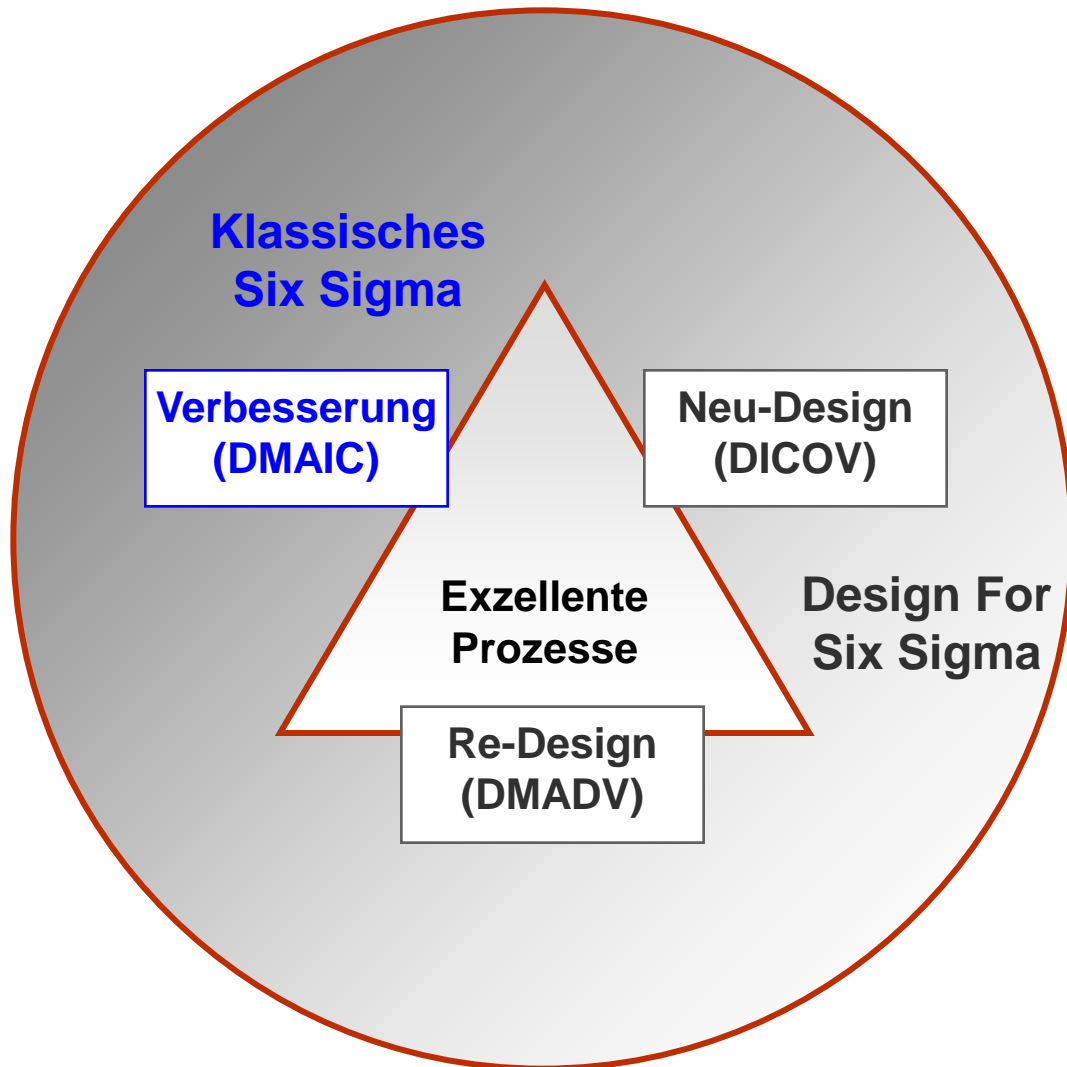 Klassisches
Six Sigma
Verbesserung
(DMAIC)
Neu-Design
(DICOV)
Exzellente
Prozesse
Design For
Six Sigma
Re-Design
(DMADV)